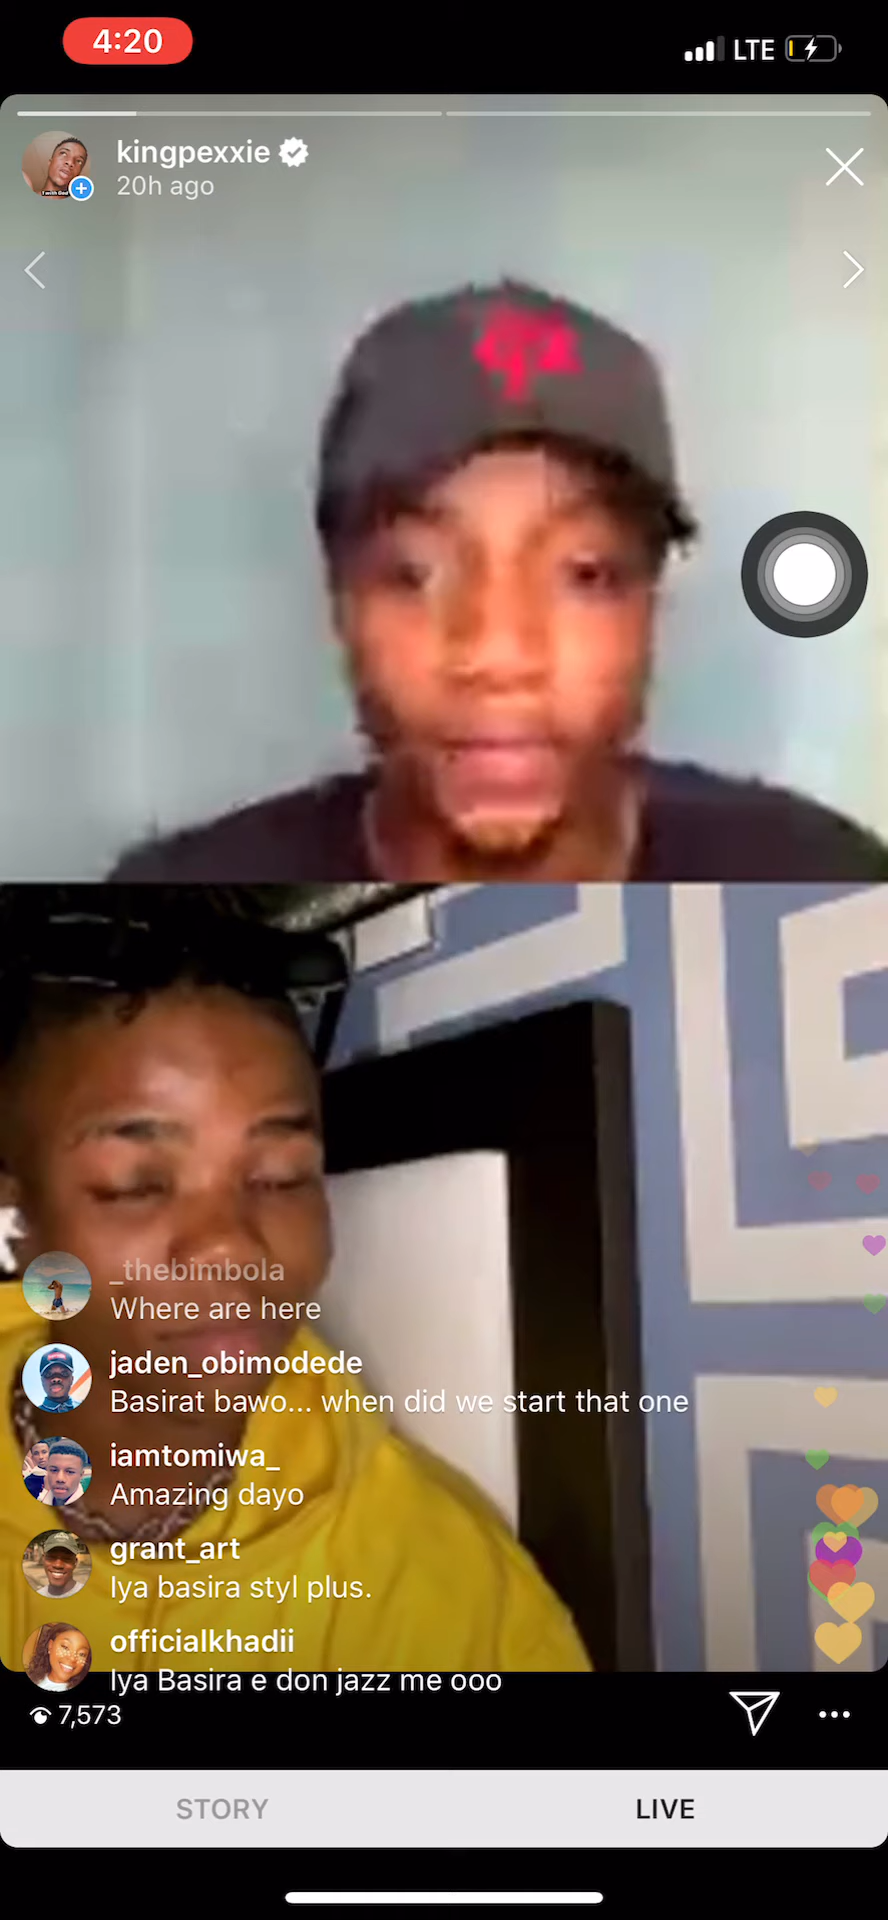 4:20
LTE
kingpexxie
20h ago
_thebimbola
Where are here
jaden_obimodede
Basirat bawo... when did we start that one
iamtomiwa_
Amazing dayo
grant_art
Iya basira styl plus.
officialkhadii
Iya Basira e don jazz me ooo
7,573
STORY
LIVE